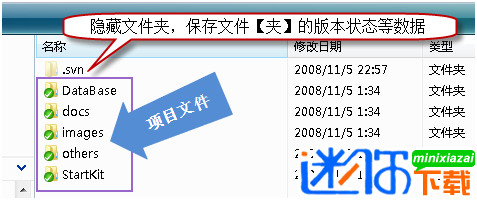 隐藏文件夹，保存文件【夹】的版本状态等数据
名称 修改日期 类型
.svn 2008/11/5 22:57 文件夹
DataBase 2008/11/5 1:34 文件夹
docs 2008/11/5 1:34 文件夹
images 2008/11/5 1:34 文件夹
others
StartKit
项目文件
迷你下载
minixiazai